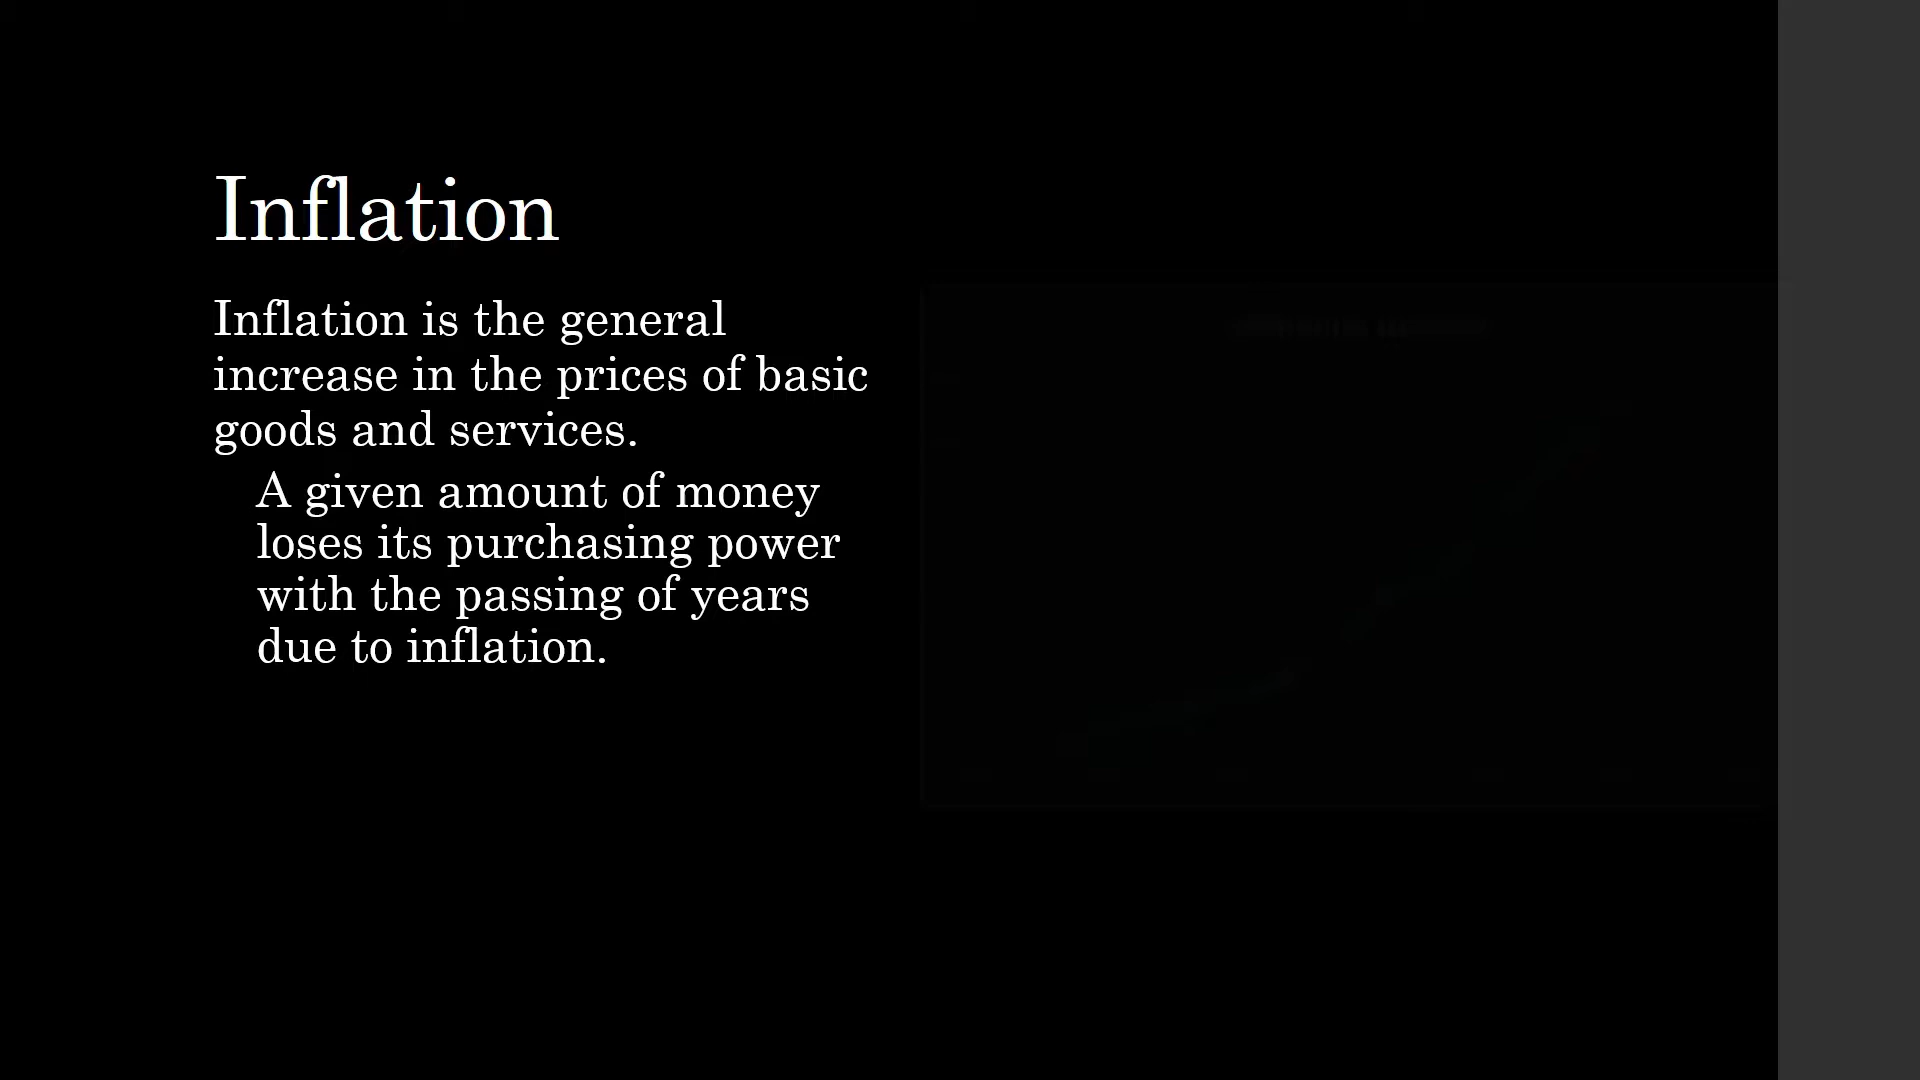 Inflation
Inflation is the general
increase in the prices of basic
goods and services.
A given amount of money
loses its purchasing power
with the passing of years
due to inflation.